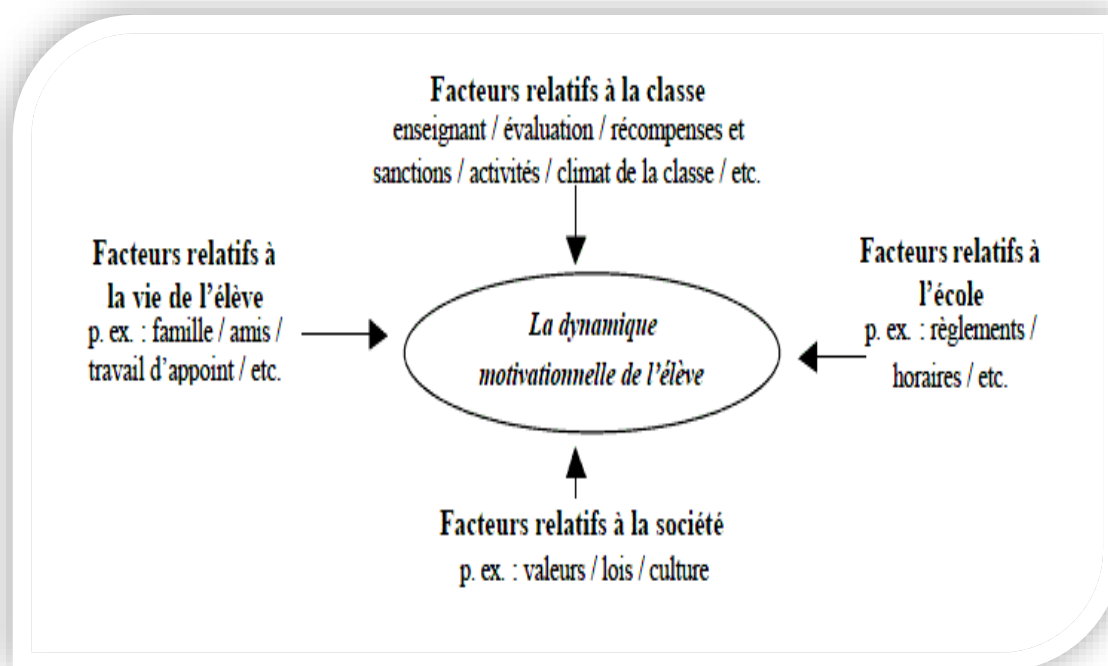 Facteurs relatifs à la classe
enseignant / évaluation / récompenses et
sanctions / activités / climat de la classe / etc.
Facteurs relatifs à
la vie de l'élève
p. ex. : famille / amis /
travail d'appoint / etc.
La dynamique
motivationnelle de l'élève
Facteurs relatifs à
l'école
p. ex. : règlements /
horaires / etc.
Facteurs relatifs à la société
p. ex. : valeurs / lois / culture